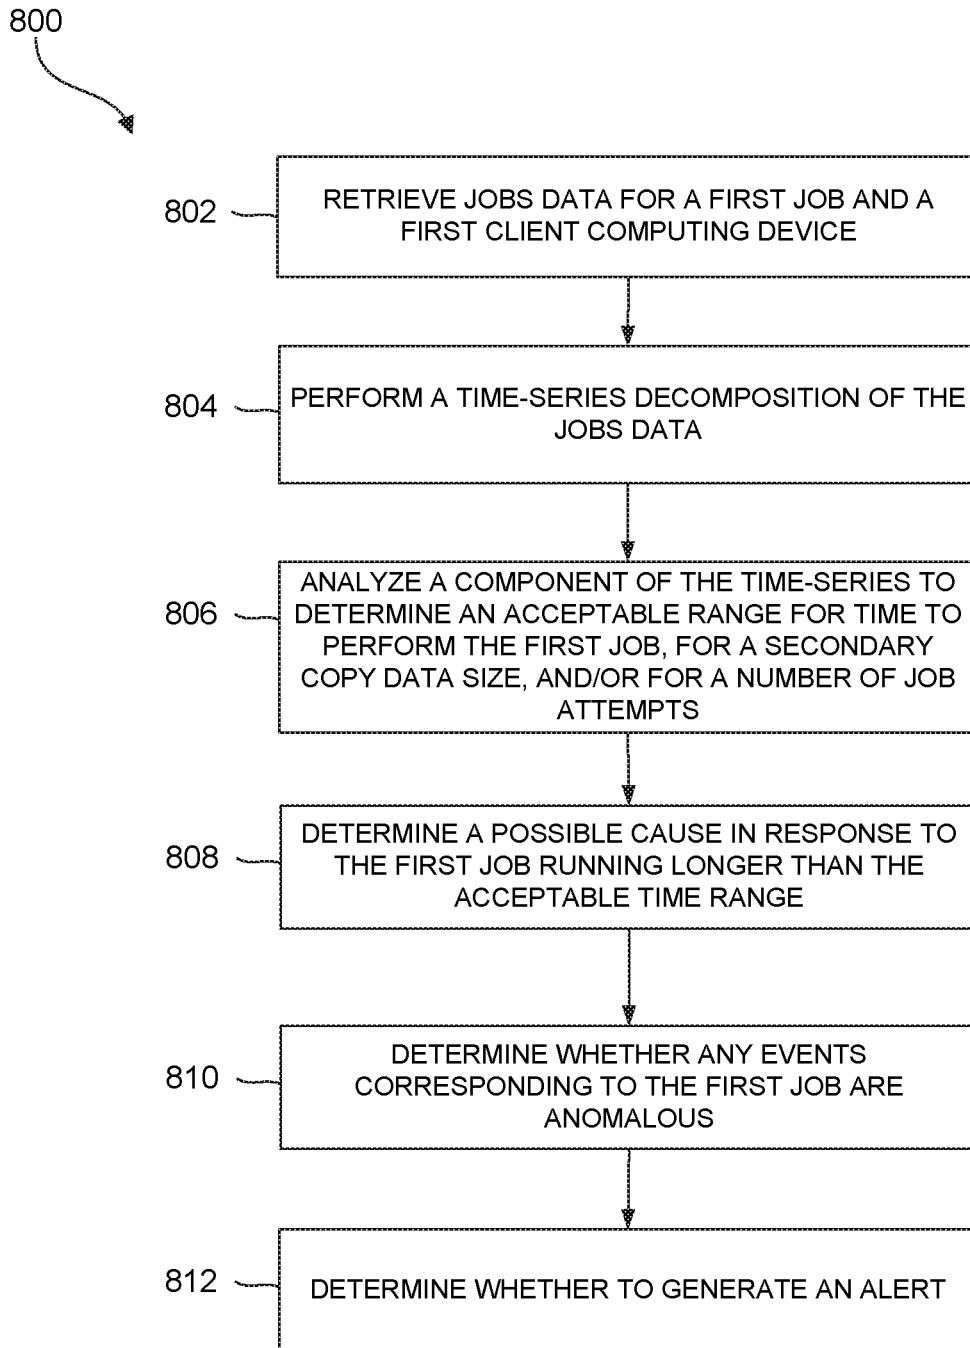 800
802
RETRIEVE JOBS DATA FOR A FIRST JOB AND A
FIRST CLIENT COMPUTING DEVICE
804
PERFORM A TIME-SERIES DECOMPOSITION OF THE
JOBS DATA
806
ANALYZE A COMPONENT OF THE TIME-SERIES TO
DETERMINE AN ACCEPTABLE RANGE FOR TIME TO
PERFORM THE FIRST JOB, FOR A SECONDARY
COPY DATA SIZE, AND/OR FOR A NUMBER OF JOB
ATTEMPTS
808
DETERMINE A POSSIBLE CAUSE IN RESPONSE TO
THE FIRST JOB RUNNING LONGER THAN THE
ACCEPTABLE TIME RANGE
810
DETERMINE WHETHER ANY EVENTS
CORRESPONDING TO THE FIRST JOB ARE
ANOMALOUS
812
DETERMINE WHETHER TO GENERATE AN ALERT